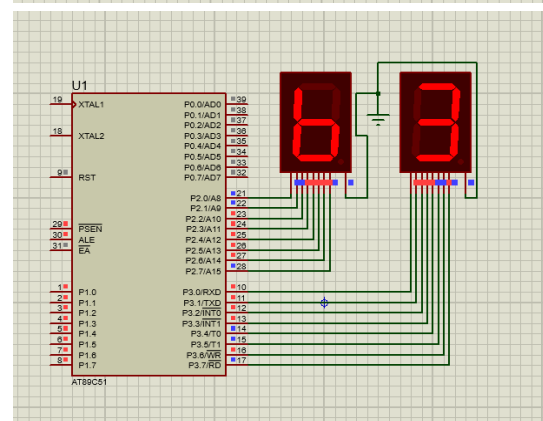 U1
19 XTAL1 P0.0/AD0 39
P0.1/AD1 38
P0.2/AD2 37
18 XTAL2 P0.3/AD3 36
P0.4/AD4 35
P0.5/AD5 34
P0.6/AD6 33
9 RST P0.7/AD7 32
P2.0/A8 21
P2.1/A9 22
P2.2/A10 23
29 PSEN P2.3/A11 24
30 ALE P2.4/A12 25
31 EA P2.5/A13 26
P2.6/A14 27
P2.7/A15 28
1 P1.0 P3.0/RXD 10
2 P1.1 P3.1/TXD 11
3 P1.2 P3.2/INT0 12
4 P1.3 P3.3/INT1 13
5 P1.4 P3.4/T0 14
6 P1.5 P3.5/T1 15
7 P1.6 P3.6/WR 16
8 P1.7 P3.7/RD 17
AT89C51
b 3